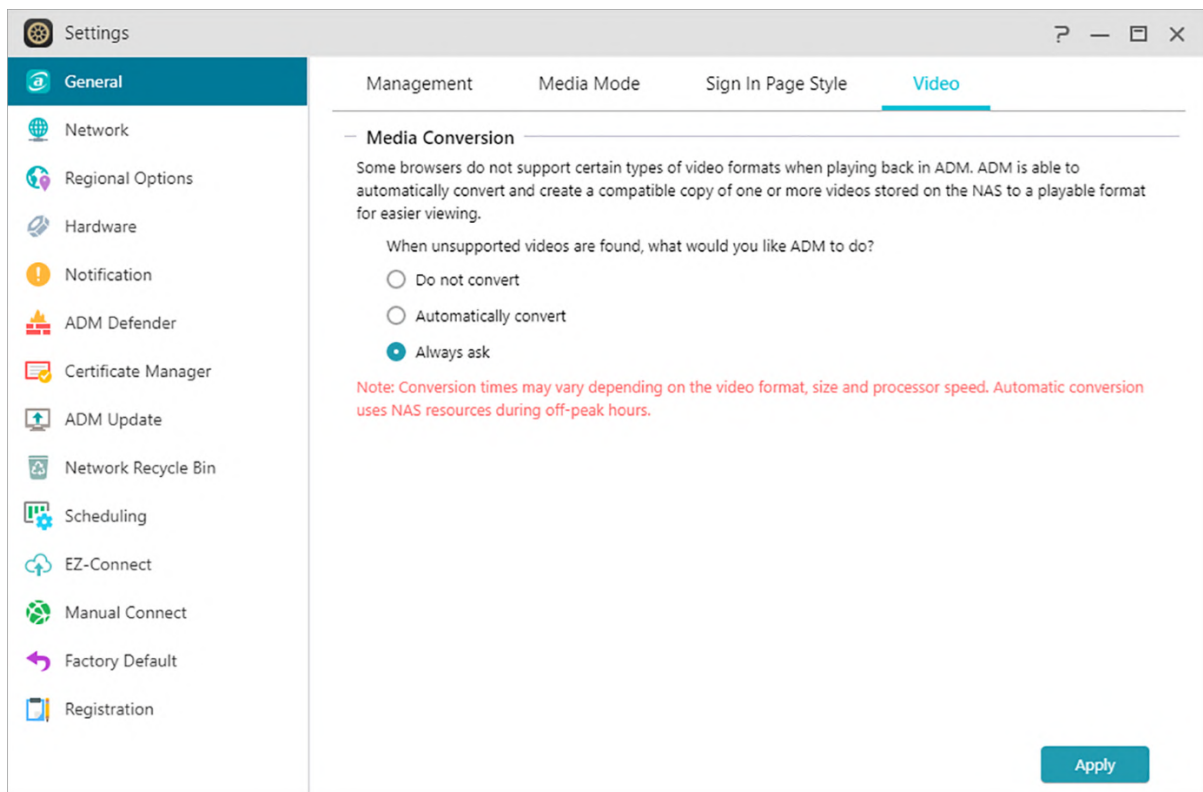 Settings
General
Network
Regional Options
Hardware
Notification
ADM Defender
Certificate Manager
ADM Update
Network Recycle Bin
Scheduling
EZ-Connect
Manual Connect
Factory Default
Registration
Management Media Mode Sign In Page Style Video
Media Conversion
Some browsers do not support certain types of video formats when playing back in ADM. ADM is able to
automatically convert and create a compatible copy of one or more videos stored on the NAS to a playable format
for easier viewing.
When unsupported videos are found, what would you like ADM to do?
Do not convert
Automatically convert
Always ask
Note: Conversion times may vary depending on the video format, size and processor speed. Automatic conversion
uses NAS resources during off-peak hours.
Apply